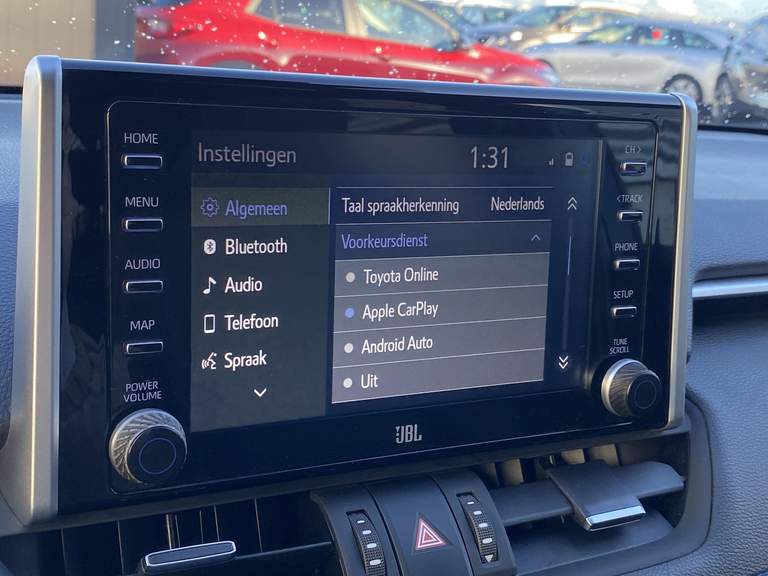 HOME
MENU
AUDIO
MAP
POWER
VOLUME
Instellingen 1:31
Algemeen
Bluetooth
Audio
Telefoon
Spraak
Taal spraakherkenning Nederlands
Voorkeursdienst
Toyota Online
Apple CarPlay
Android Auto
Uit
CH >
< TRACK
PHONE
SETUP
TUNE
SCROLL
JBL